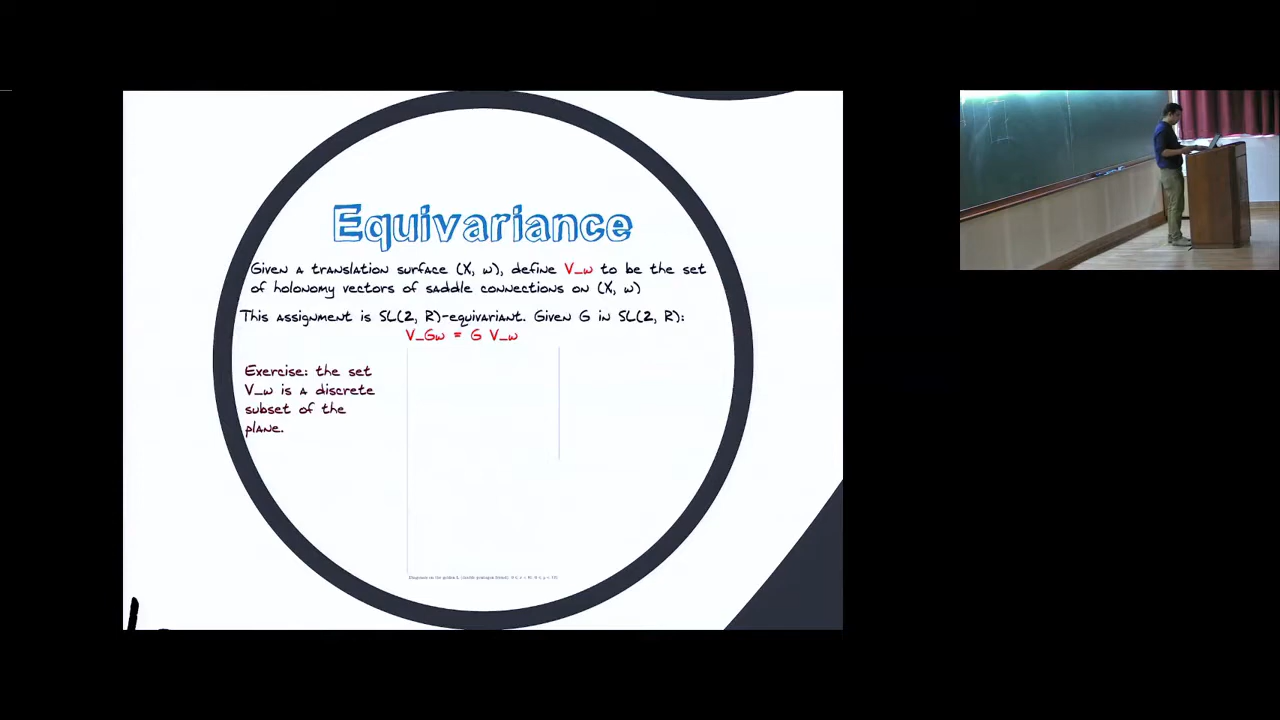 Equivariance
Given a translation surface (X, ω), define V_ω to be the set
of holonomy vectors of saddle connections on (X, ω)
This assignment is SL(2, R)-equivariant. Given G in SL(2, R):
V_Gω = G V_ω
Exercise: the set
V_ω is a discrete
subset of the
plane.